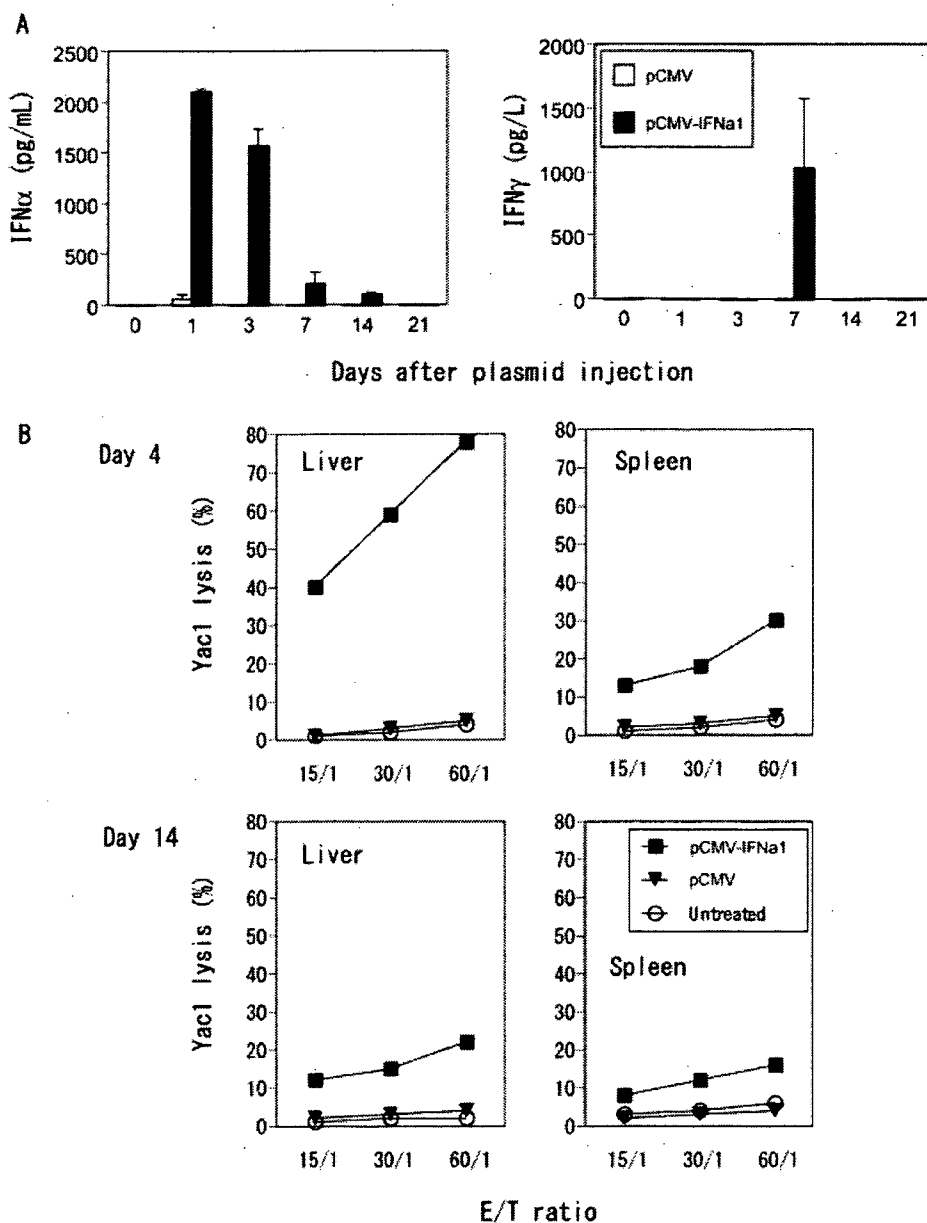 A
IFNα (pg/mL)
2500
2000
1500
1000
500
0
0 1 3 7 14 21
IFNγ (pg/L)
2000
1500
1000
500
0
pCMV
pCMV-IFNa1
0 1 3 7 14 21
Days after plasmid injection
B
Day 4
Yac1 lysis (%)
80
70
60
50
40
30
20
10
0
Liver
15/1 30/1 60/1
80
70
60
50
40
30
20
10
0
Spleen
15/1 30/1 60/1
Day 14
Yac1 lysis (%)
80
70
60
50
40
30
20
10
0
Liver
15/1 30/1 60/1
80
70
60
50
40
30
20
10
0
pCMV-IFNa1
pCMV
Untreated
Spleen
15/1 30/1 60/1
E/T ratio